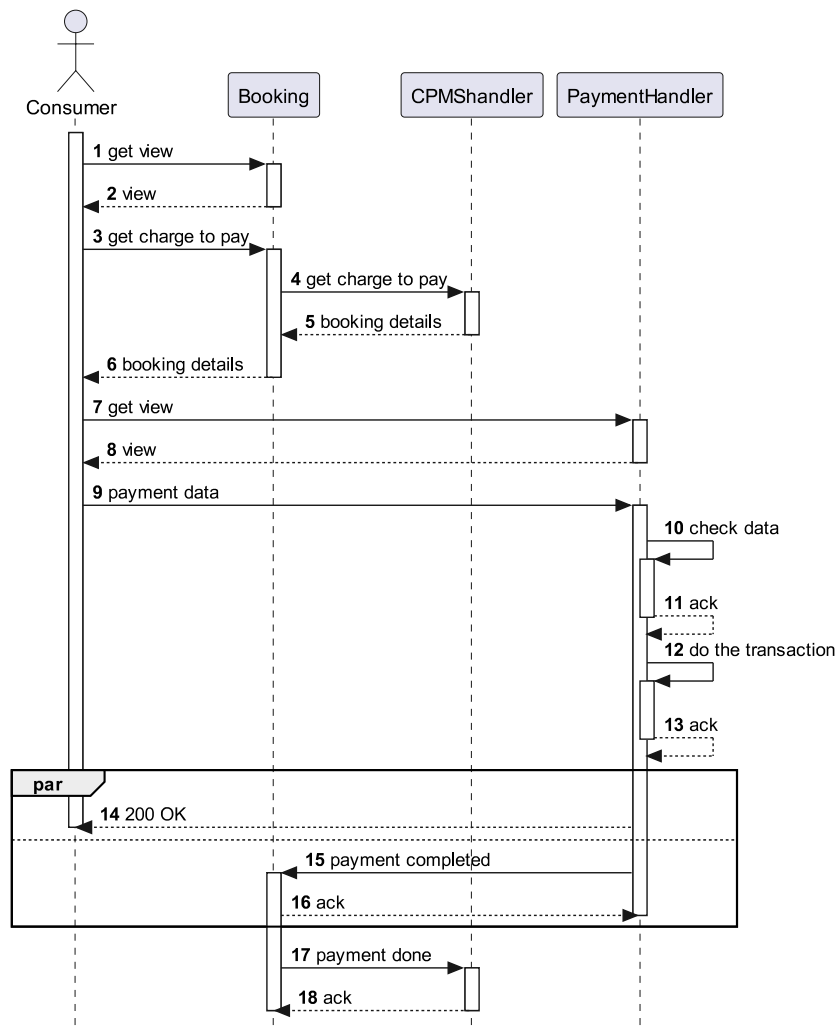 Consumer
Booking
CPMShandler
PaymentHandler
1 get view
2 view
3 get charge to pay
4 get charge to pay
5 booking details
6 booking details
7 get view
8 view
9 payment data
10 check data
11 ack
12 do the transaction
13 ack
par
14 200 OK
15 payment completed
16 ack
17 payment done
18 ack